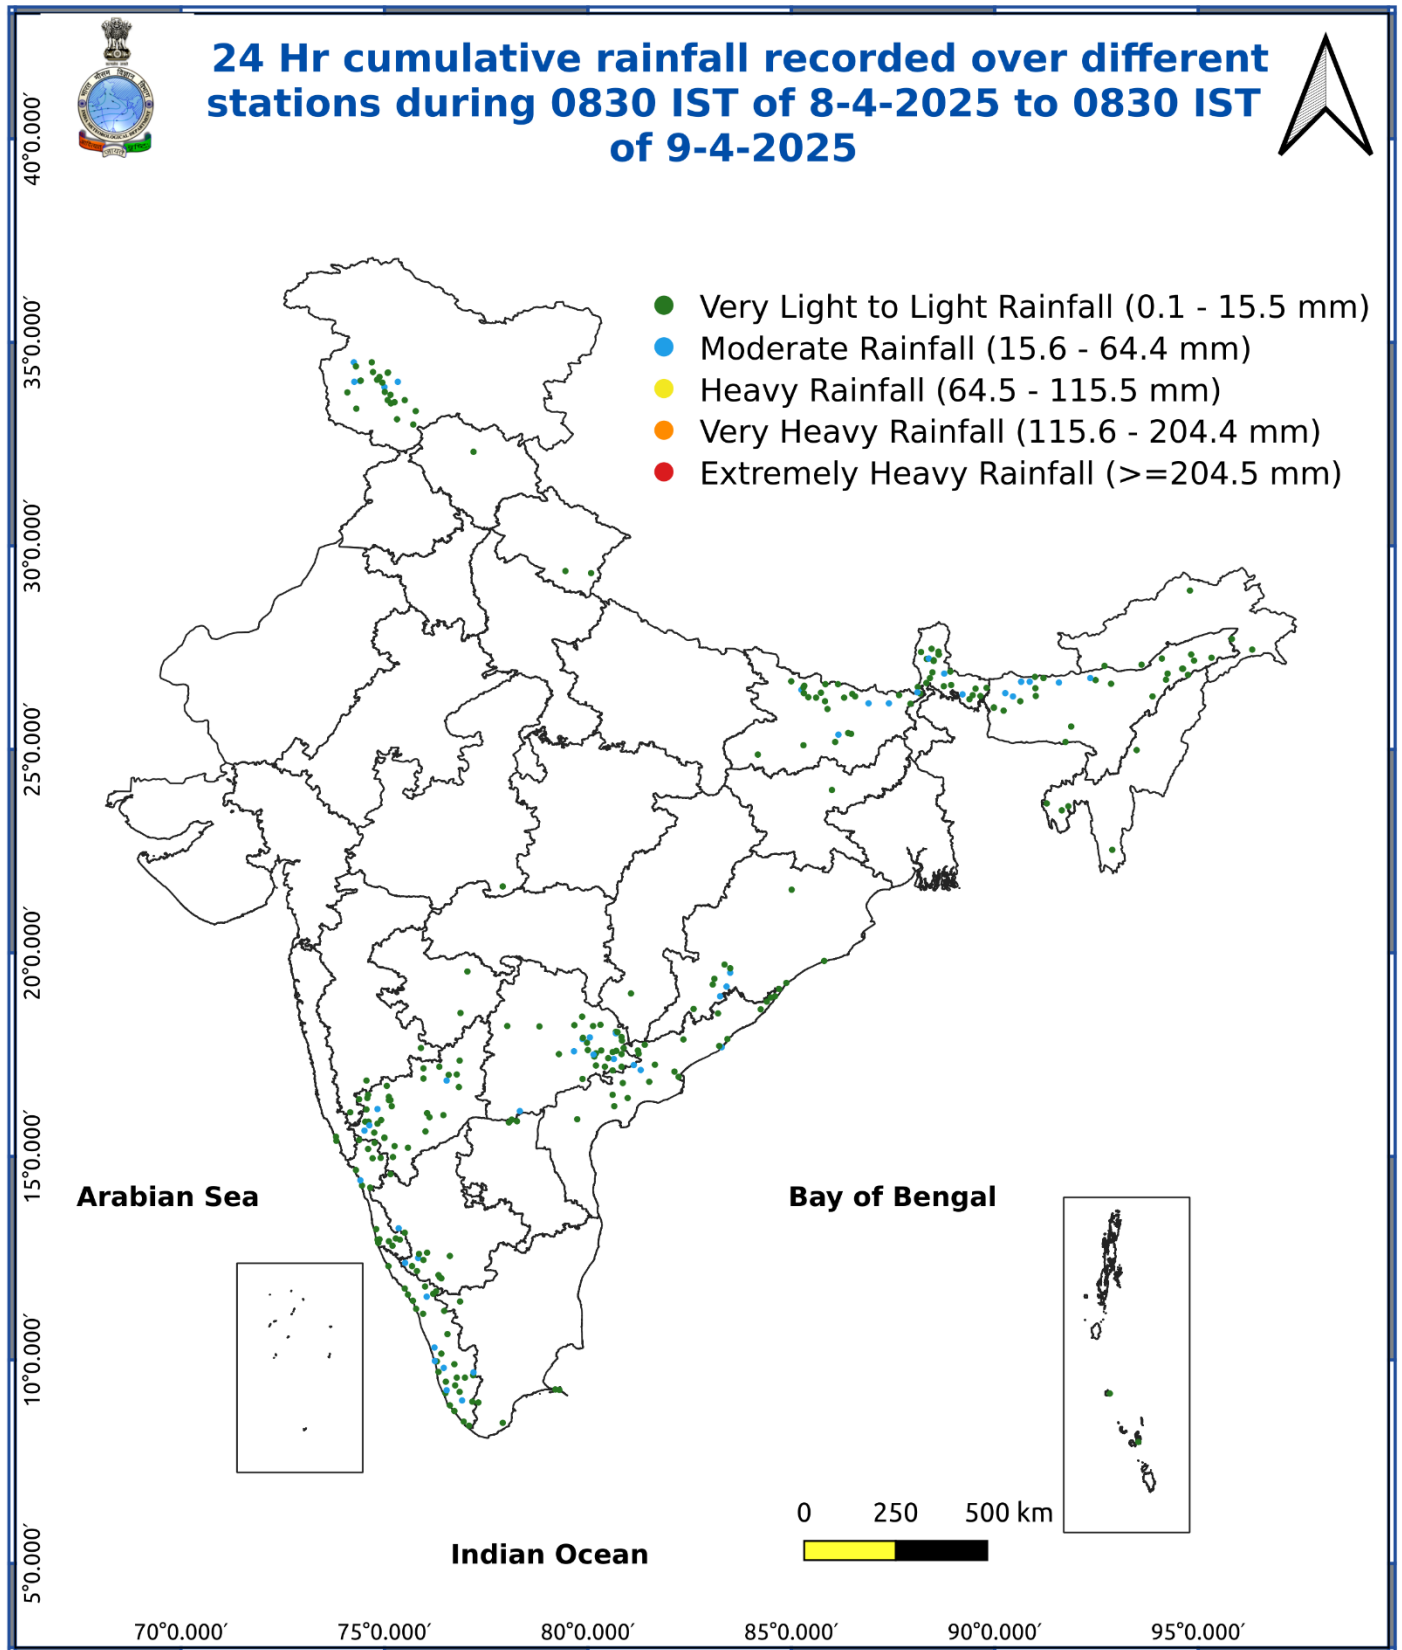 24 Hr cumulative rainfall recorded over different
stations during 0830 IST of 8-4-2025 to 0830 IST
of 9-4-2025
Very Light to Light Rainfall (0.1 - 15.5 mm)
Moderate Rainfall (15.6 - 64.4 mm)
Heavy Rainfall (64.5 - 115.5 mm)
Very Heavy Rainfall (115.6 - 204.4 mm)
Extremely Heavy Rainfall (>=204.5 mm)
40°0.000′
35°0.000′
30°0.000′
25°0.000′
20°0.000′
15°0.000′
10°0.000′
5°0.000′
Arabian Sea
Bay of Bengal
Indian Ocean
0 250 500 km
70°0.000′ 75°0.000′ 80°0.000′ 85°0.000′ 90°0.000′ 95°0.000′